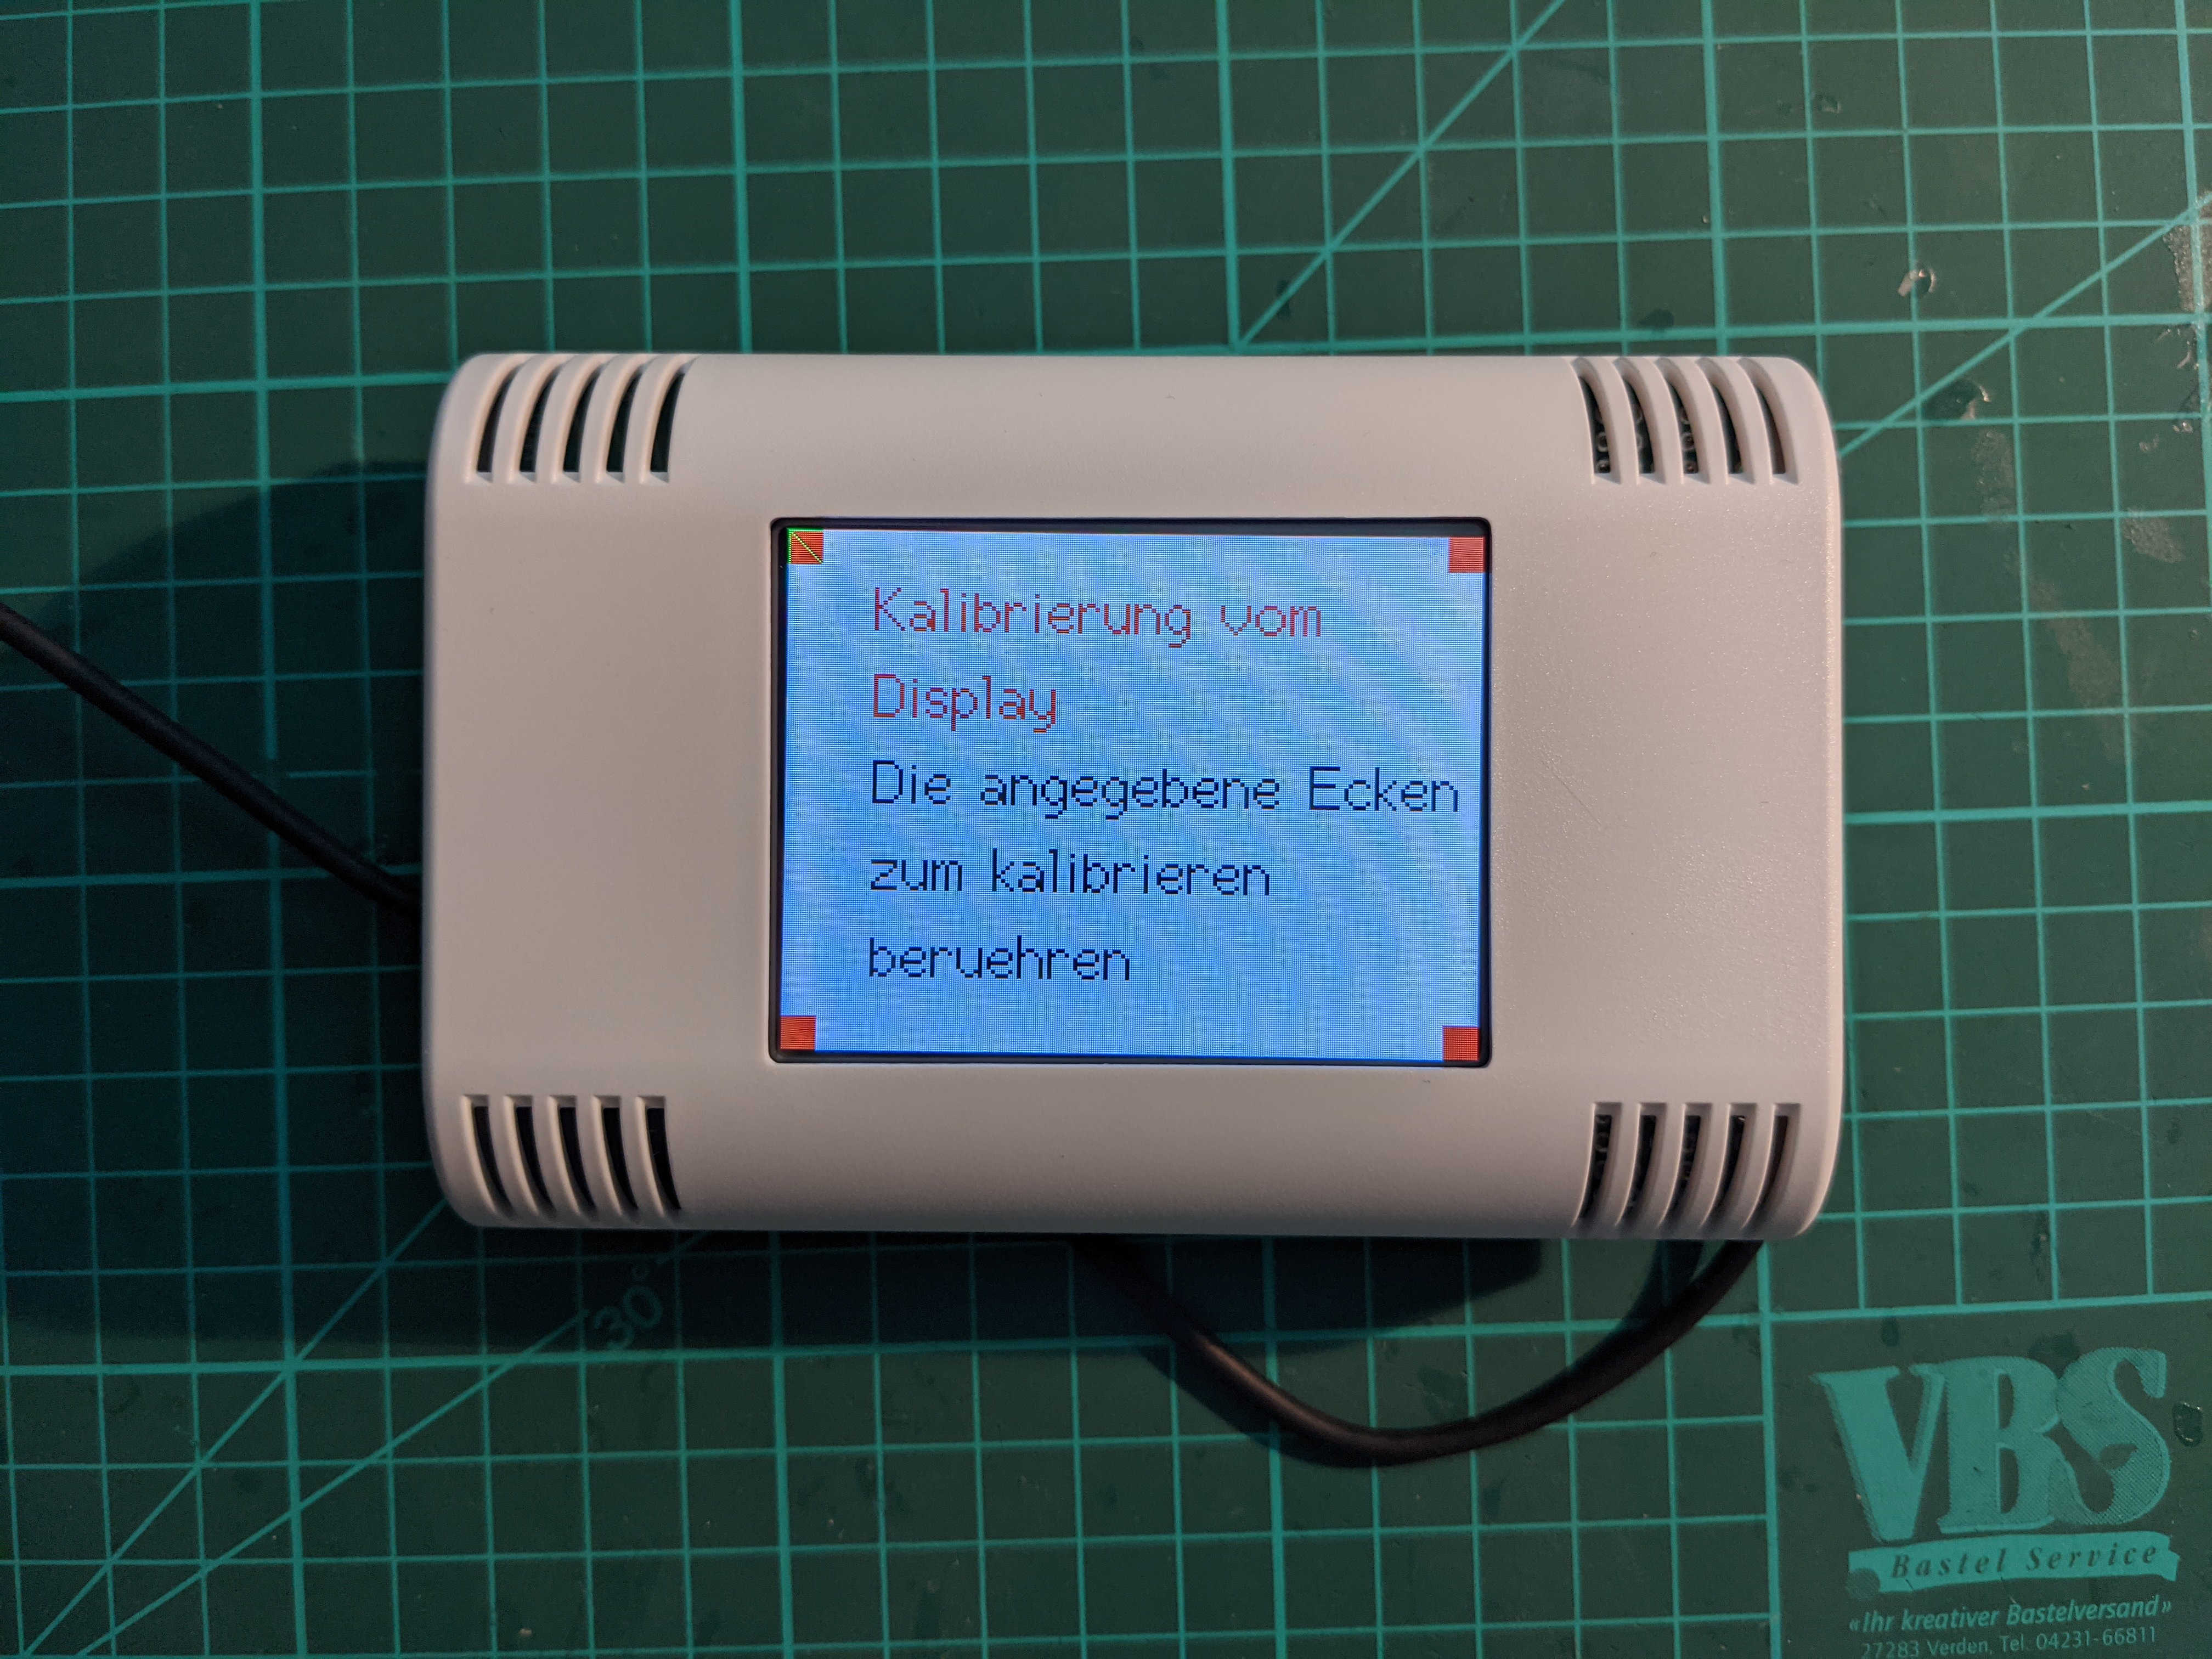 Kalibrierung vom
Display
Die angegebene Ecken
zum kalibrieren
beruehren
30°
VBS
Bastel Service
«Ihr kreativer Bastelversand»
27283 Verden, Tel. 04231-66811